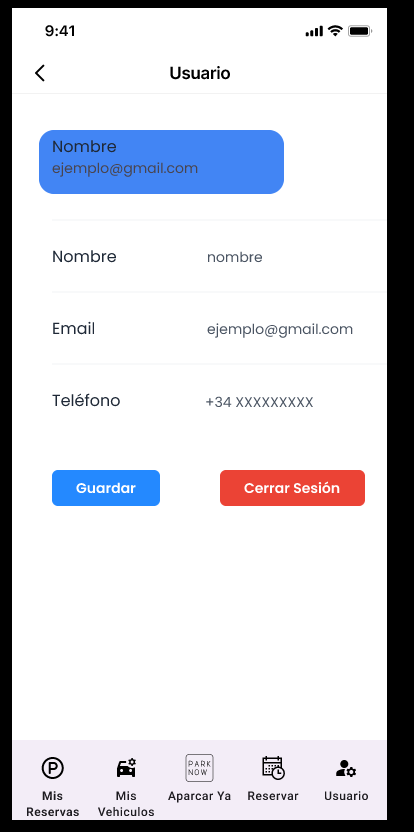 9:41
Usuario
Nombre
ejemplo@gmail.com
Nombre nombre
Email ejemplo@gmail.com
Teléfono +34 XXXXXXXXX
Guardar Cerrar Sesión
PARK
NOW
Mis Mis Aparcar Ya Reservar Usuario
Reservas Vehiculos